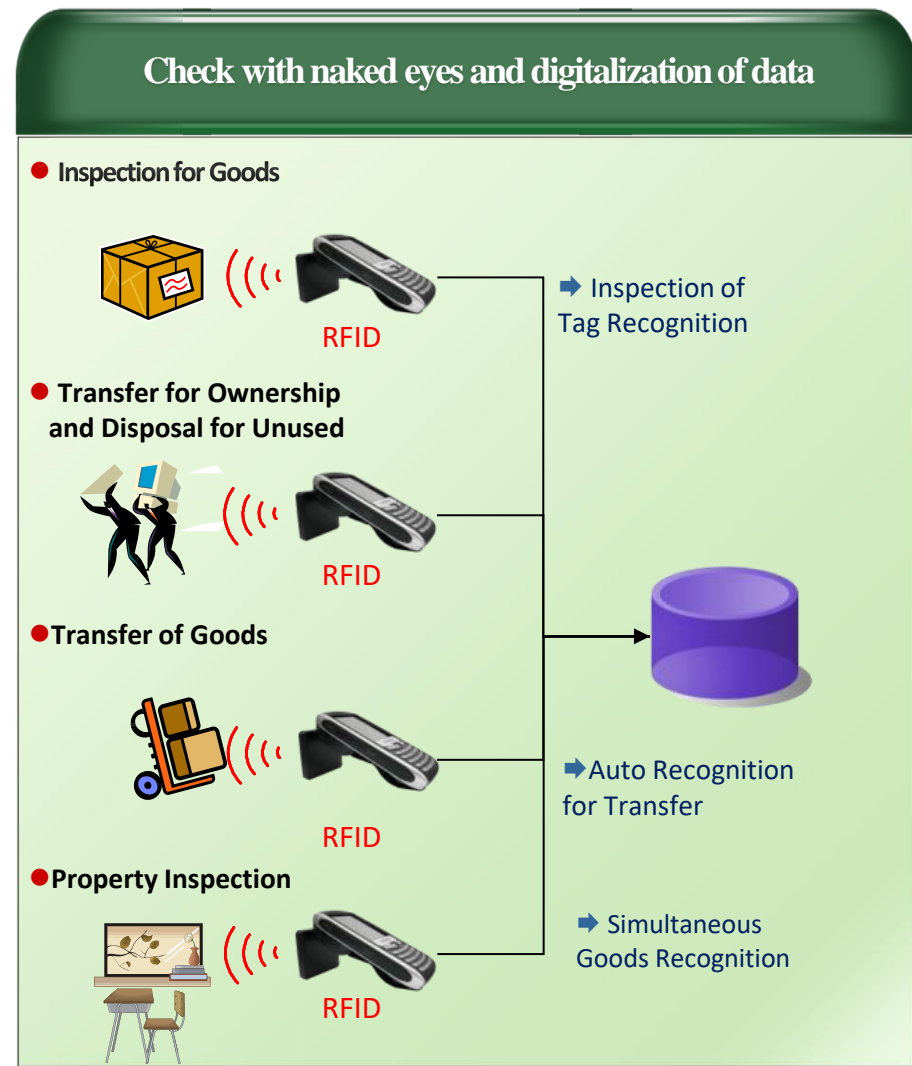 Check with naked eyes and digitalization of data
● Inspection for Goods
RFID
➡ Inspection of
Tag Recognition
● Transfer for Ownership
and Disposal for Unused
RFID
●Transfer of Goods
RFID
➡Auto Recognition
for Transfer
●Property Inspection
RFID
➡ Simultaneous
Goods Recognition